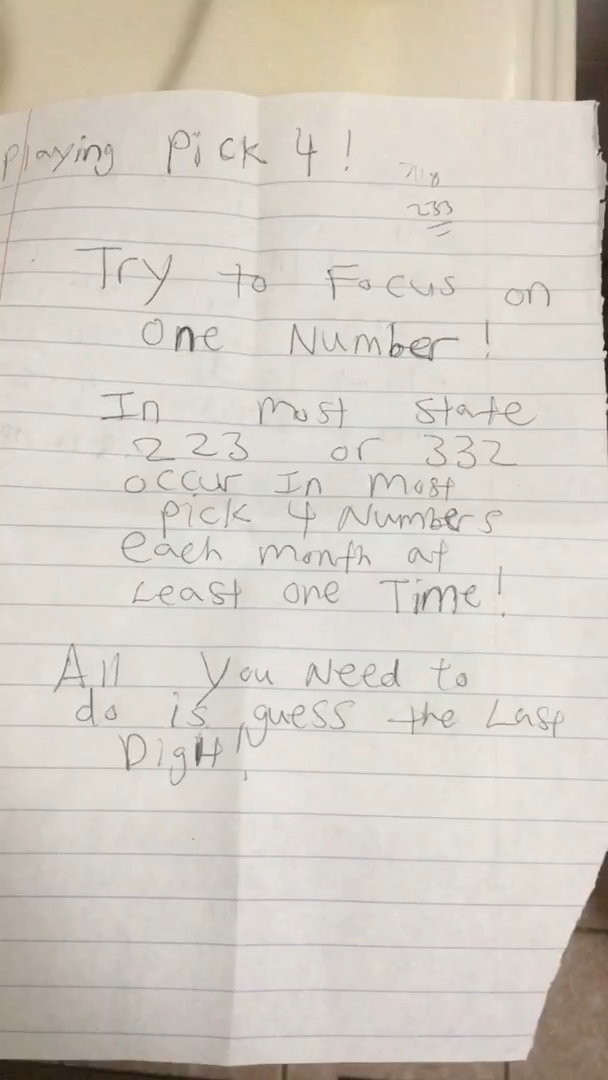 Playing Pick 4!
233
Try to Focus on
One Number!
In most State
223 or 332
occur In most
Pick 4 Numbers
each month at
Least one Time!
All You Need to
do is guess the Last
Digit!